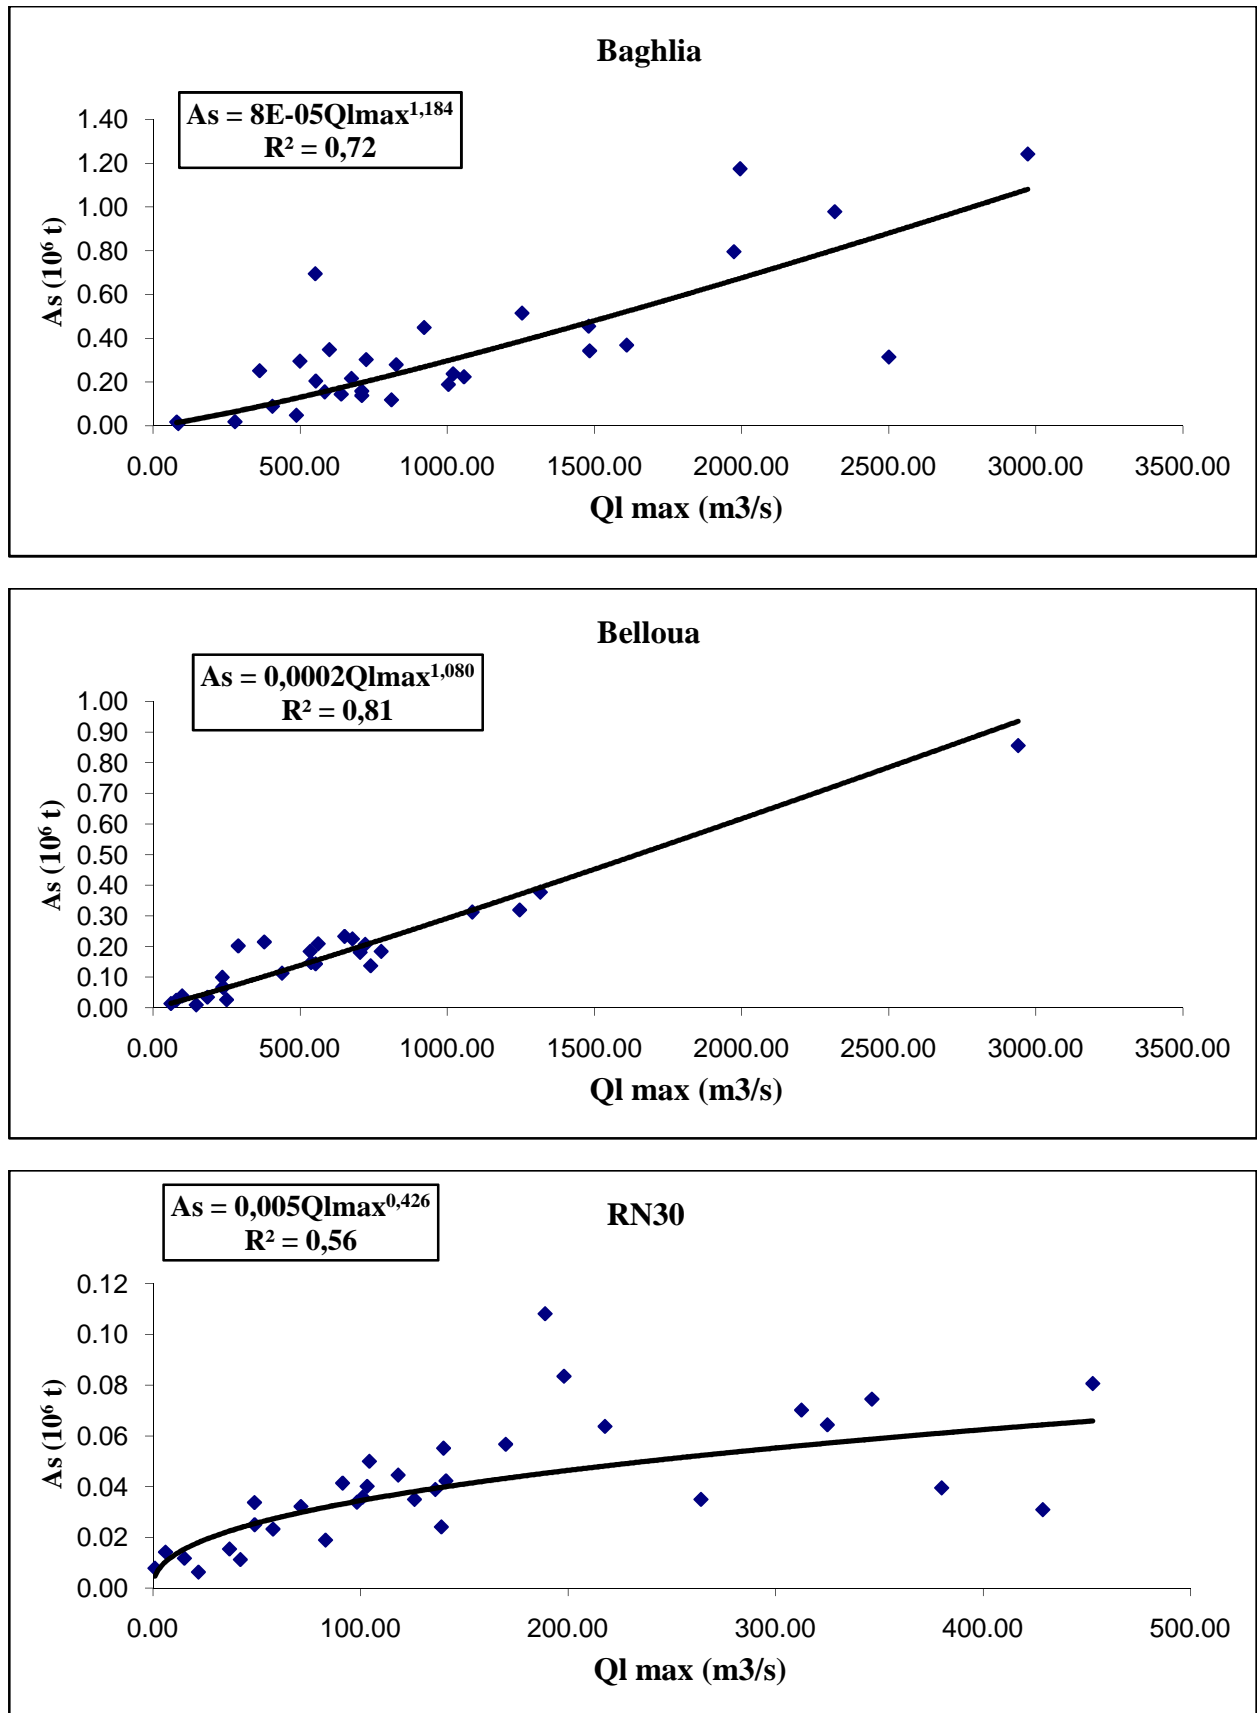 Baghlia
As = 8E-05Qlmax^1,184
R² = 0,72
1.40
1.20
1.00
0.80
0.60
0.40
0.20
0.00
As (10⁶ t)
0.00 500.00 1000.00 1500.00 2000.00 2500.00 3000.00 3500.00
Ql max (m3/s)
Belloua
As = 0,0002Qlmax^1,080
R² = 0,81
1.00
0.90
0.80
0.70
0.60
0.50
0.40
0.30
0.20
0.10
0.00
As (10⁶ t)
0.00 500.00 1000.00 1500.00 2000.00 2500.00 3000.00 3500.00
Ql max (m3/s)
RN30
As = 0,005Qlmax^0,426
R² = 0,56
0.12
0.10
0.08
0.06
0.04
0.02
0.00
As (10⁶ t)
0.00 100.00 200.00 300.00 400.00 500.00
Ql max (m3/s)